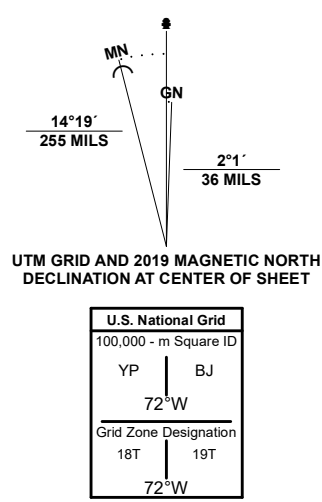 MN
GN
14°19´
255 MILS
2°1´
36 MILS
UTM GRID AND 2019 MAGNETIC NORTH
DECLINATION AT CENTER OF SHEET
U.S. National Grid
100,000 - m Square ID
YP BJ
72°W
Grid Zone Designation
18T 19T
72°W